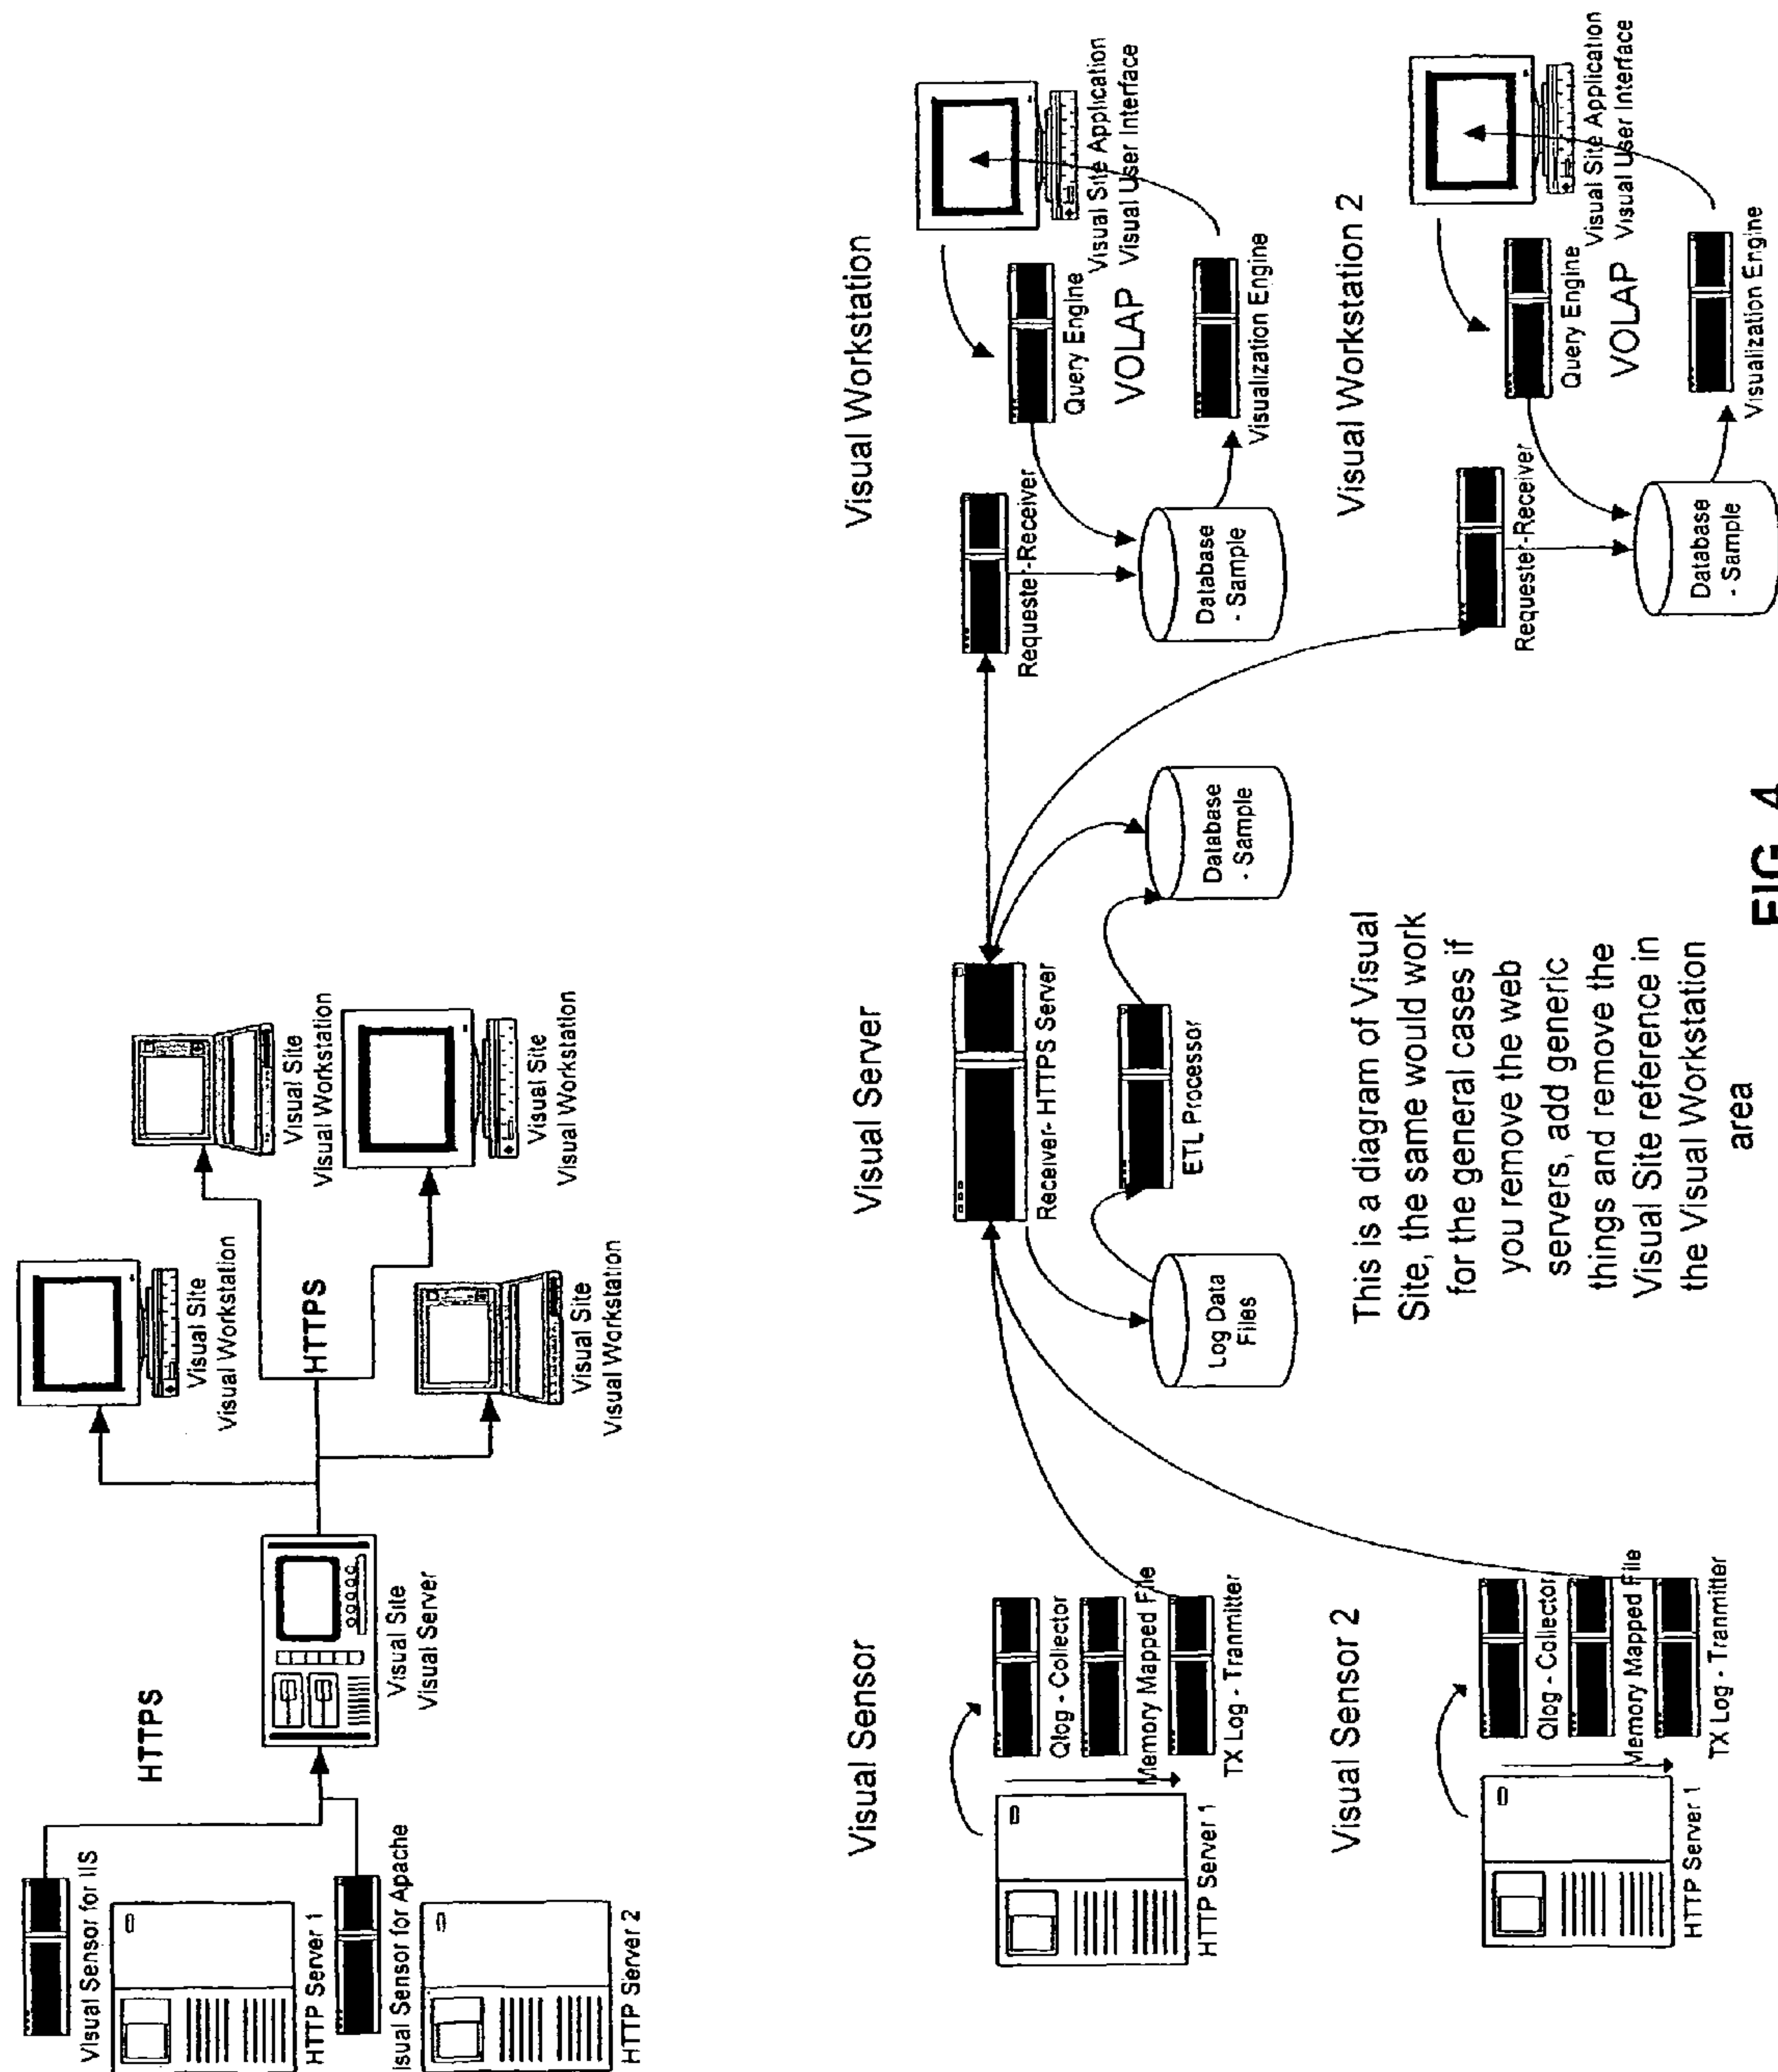 Visual Sensor for IIS
HTTP Server 1
isual Sensor for Apache
HTTP Server 2
HTTPS
Visual Site
Visual Server
HTTPS
Visual Site
Visual Workstation
Visual Site
Visual Workstation
Visual Site
Visual Workstation
Visual Site
Visual Workstation
Visual Sensor
HTTP Server 1
Qlog - Collector
Memory Mapped File
TX Log - Tranmitter
Visual Sensor 2
HTTP Server 1
Qlog - Collector
Memory Mapped File
TX Log - Tranmitter
Visual Server
Receiver- HTTPS Server
Log Data
Files
ETL Processor
Database
- Sample
This is a diagram of Visual
Site, the same would work
for the general cases if
you remove the web
servers, add generic
things and remove the
Visual Site reference in
the Visual Workstation
area
Visual Workstation
Requester-Receiver
Database
- Sample
Query Engine
VOLAP
Visualization Engine
Visual Site Application
Visual User Interface
Visual Workstation 2
Requester-Receiver
Database
- Sample
Query Engine
VOLAP
Visualization Engine
Visual Site Application
Visual User Interface
FIG. 4